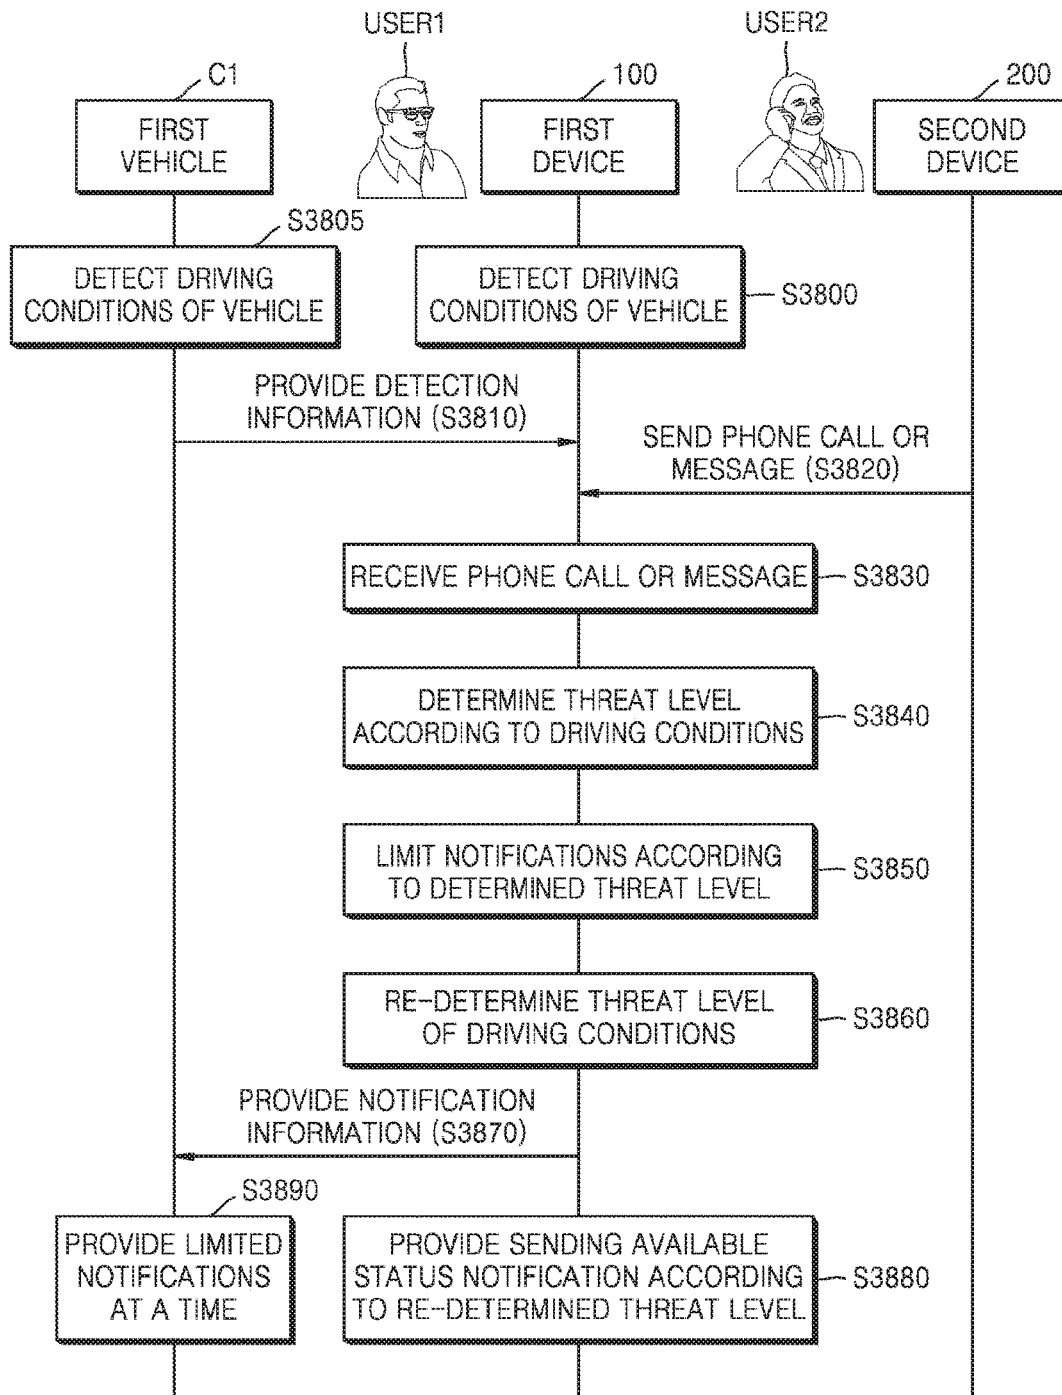 USER1
USER2
C1
100
200
FIRST
VEHICLE
FIRST
DEVICE
SECOND
DEVICE
S3805
DETECT DRIVING
CONDITIONS OF VEHICLE
DETECT DRIVING
CONDITIONS OF VEHICLE
S3800
PROVIDE DETECTION
INFORMATION (S3810)
SEND PHONE CALL OR
MESSAGE (S3820)
RECEIVE PHONE CALL OR MESSAGE
S3830
DETERMINE THREAT LEVEL
ACCORDING TO DRIVING CONDITIONS
S3840
LIMIT NOTIFICATIONS ACCORDING
TO DETERMINED THREAT LEVEL
S3850
RE-DETERMINE THREAT LEVEL
OF DRIVING CONDITIONS
S3860
PROVIDE NOTIFICATION
INFORMATION (S3870)
S3890
PROVIDE LIMITED
NOTIFICATIONS
AT A TIME
PROVIDE SENDING AVAILABLE
STATUS NOTIFICATION ACCORDING
TO RE-DETERMINED THREAT LEVEL
S3880